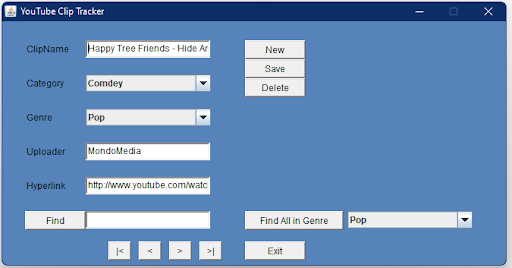 YouTube Clip Tracker
ClipName Happy Tree Friends - Hide Ar New
Save
Category Comdey Delete
Genre Pop
Uploader MondoMedia
Hyperlink http://www.youtube.com/watc
Find Find All in Genre Pop
|< < > >| Exit